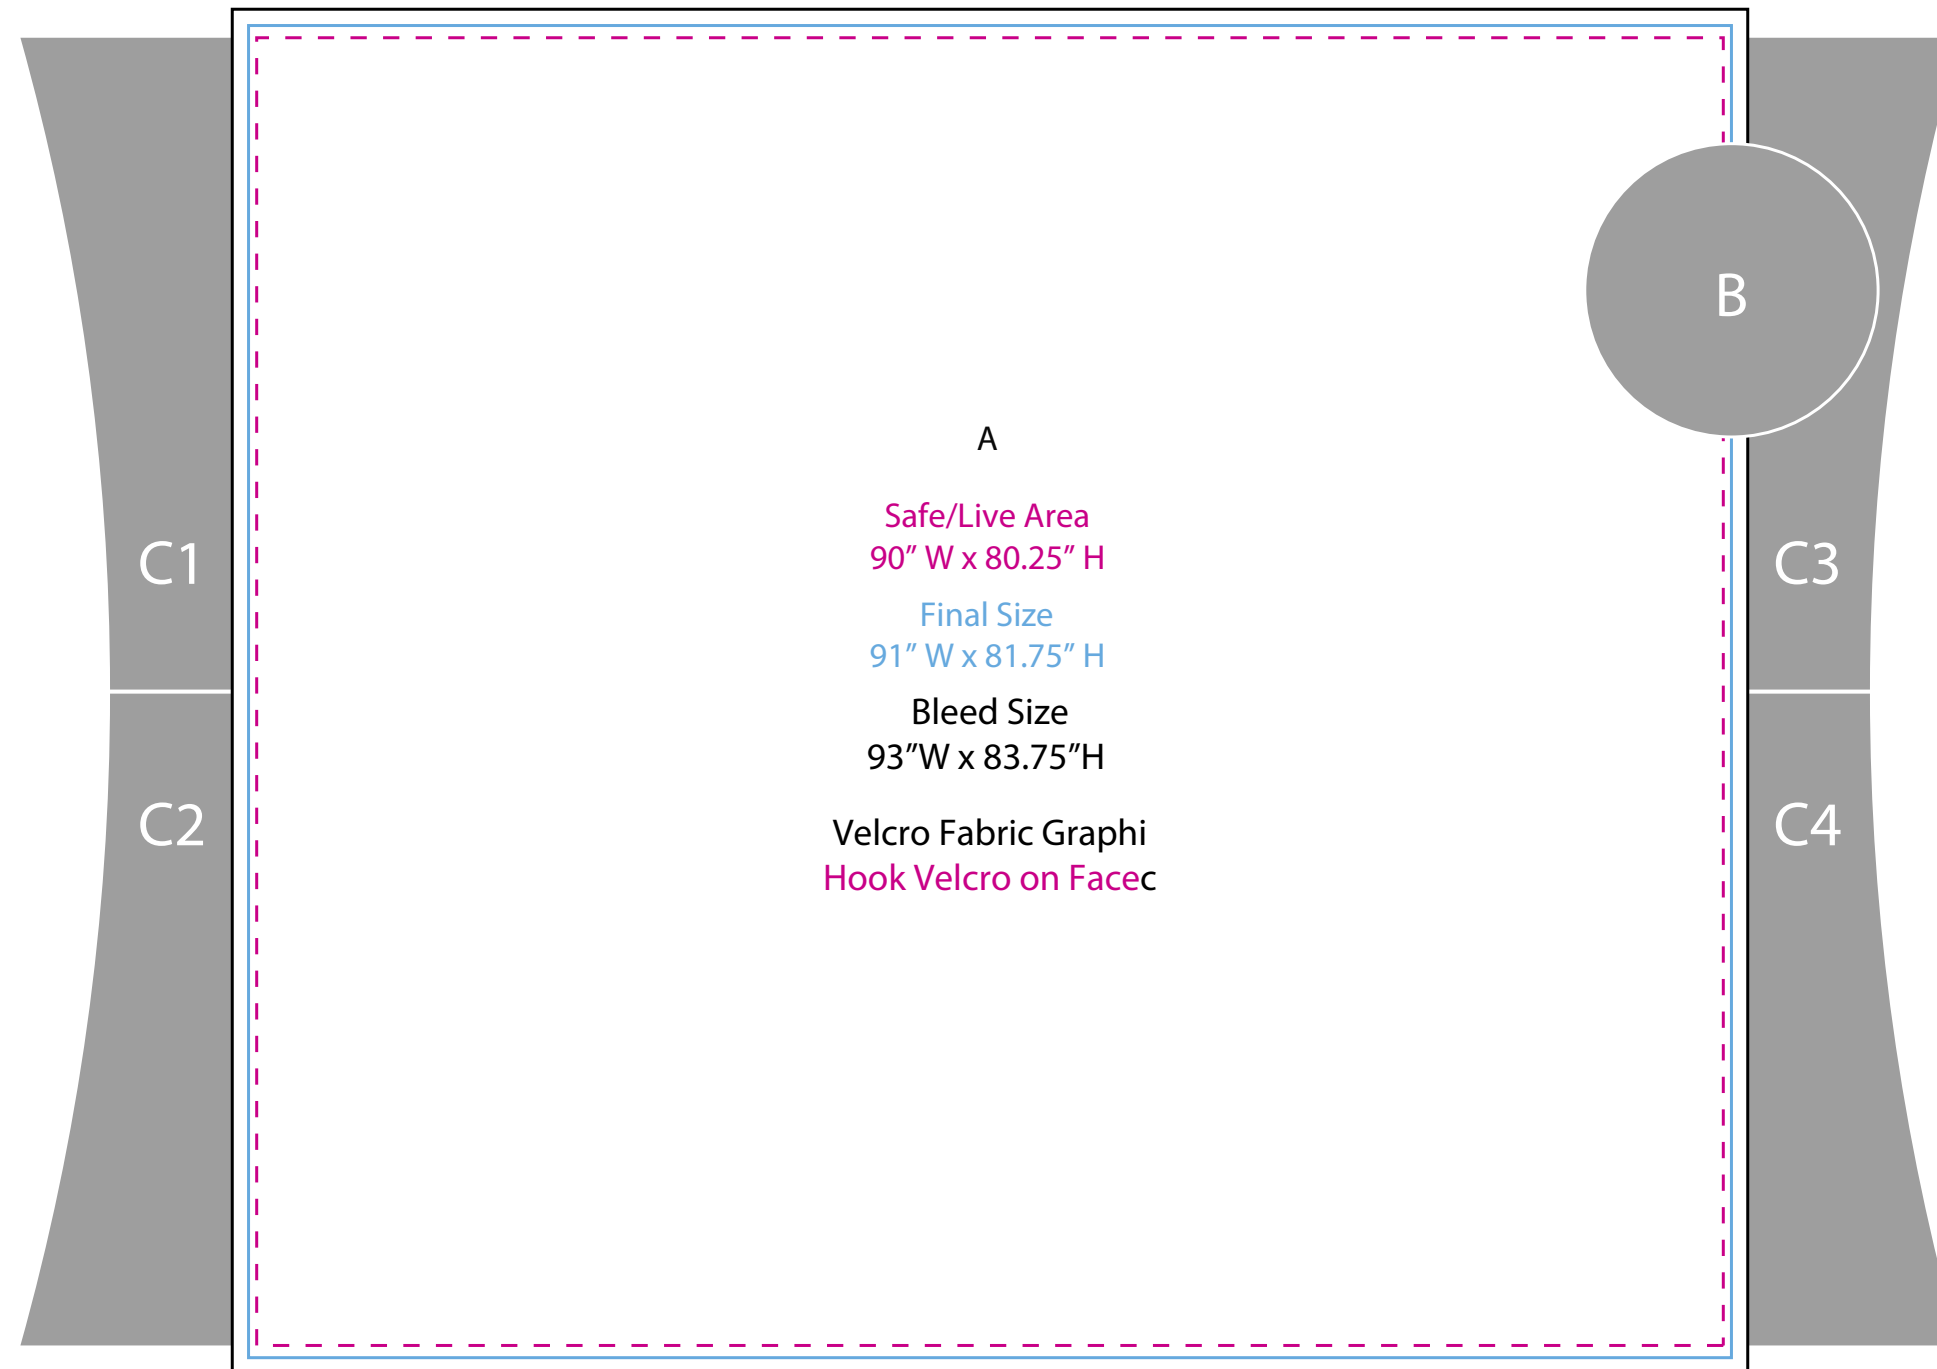 B
A
Safe/Live Area
90” W x 80.25” H
C1
C3
Final Size
91” W x 81.75” H
Bleed Size
93”W x 83.75”H
C2
C4
Velcro Fabric Graphi
Hook Velcro on Facec